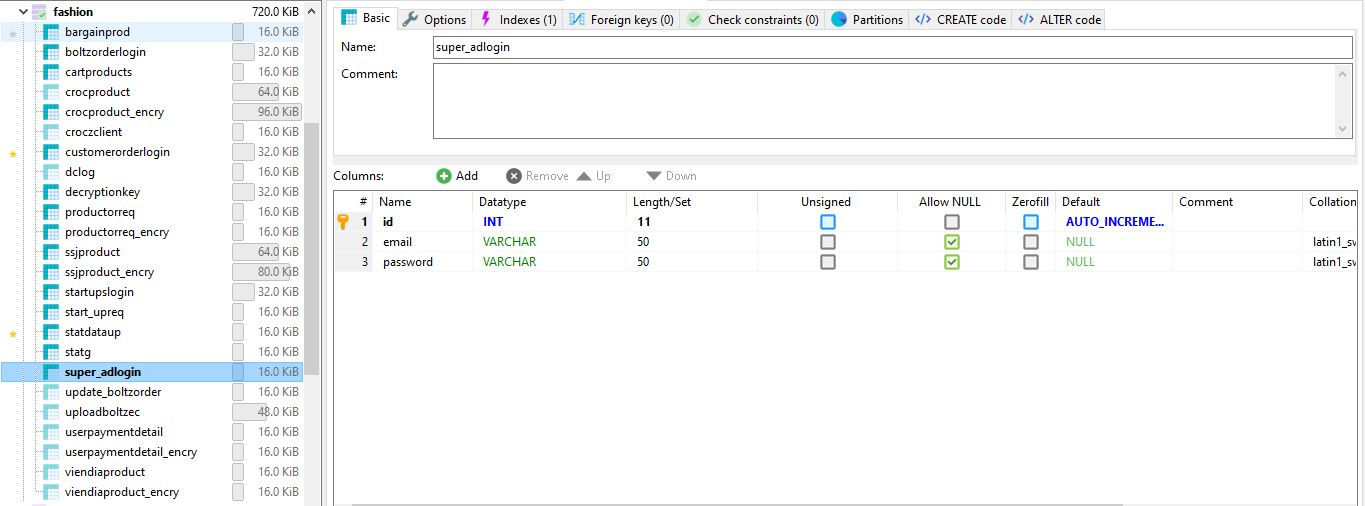 fashion 720.0 KiB
bargainprod 16.0 KiB
boltzorderlogin 32.0 KiB
cartproducts 16.0 KiB
crocproduct 64.0 KiB
crocproduct_encry 96.0 KiB
croczclient 16.0 KiB
customerorderlogin 32.0 KiB
dclog 16.0 KiB
decryptionkey 32.0 KiB
productorreq 16.0 KiB
productorreq_encry 16.0 KiB
ssjproduct 64.0 KiB
ssjproduct_encry 80.0 KiB
startupslogin 32.0 KiB
start_upreq 16.0 KiB
statdataup 16.0 KiB
statg 16.0 KiB
super_adlogin 16.0 KiB
update_boltzorder 16.0 KiB
uploadboltzec 48.0 KiB
userpaymentdetail 16.0 KiB
userpaymentdetail_encry 16.0 KiB
viendiaproduct 16.0 KiB
viendiaproduct_encry 16.0 KiB
Basic Options Indexes (1) Foreign keys (0) Check constraints (0) Partitions CREATE code ALTER code
Name: super_adlogin
Comment:
Columns: Add Remove Up Down
# Name Datatype Length/Set Unsigned Allow NULL Zerofill Default Comment Collation
1 id INT 11 AUTO_INCREME...
2 email VARCHAR 50 NULL latin1_sw
3 password VARCHAR 50 NULL latin1_sw